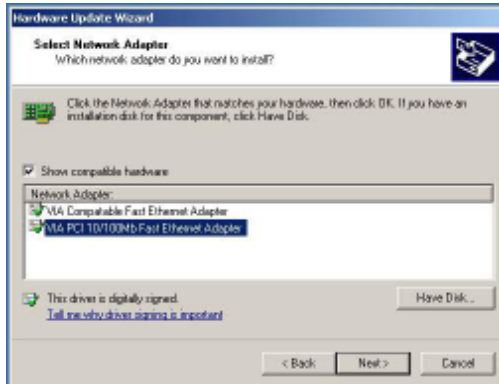 Hardware Update Wizard
Select Network Adapter
Which network adapter do you want to install?
Click the Network Adapter that matches your hardware, then click OK. If you have an
installation disk for this component, click Have Disk.
Show compatible hardware
Network Adapter:
VIA Compatable Fast Ethernet Adapter
VIA PCI 10/100Mb Fast Ethernet Adapter
This driver is digitally signed.
Tell me why driver signing is important
Have Disk...
< Back
Next >
Cancel